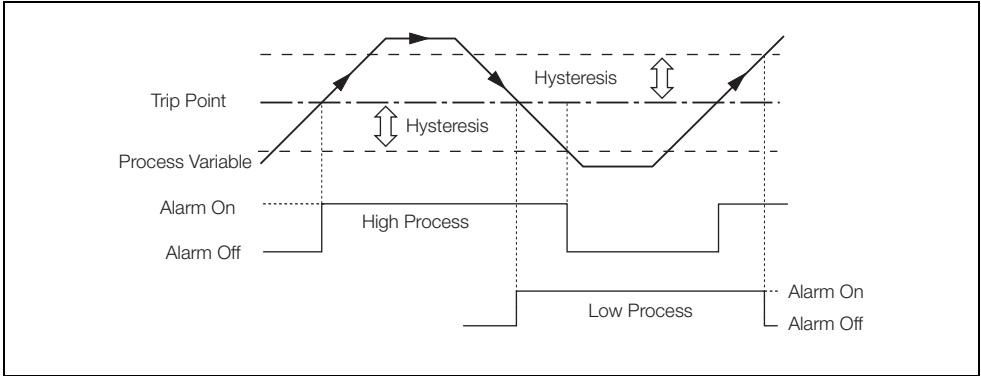 Hysteresis
Trip Point
Hysteresis
Process Variable
Alarm On
High Process
Alarm Off
Alarm On
Low Process
Alarm Off